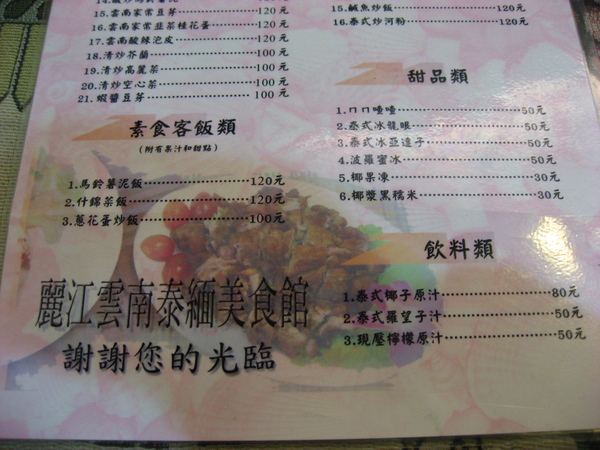 15.雲南家常豆芽 120元
16.雲南家常韭菜桂花蛋 120元
17.雲南酸辣泡皮 120元
18.清炒芥蘭 100元
19.清炒高麗菜 100元
20.清炒空心菜 100元
21.蝦醬豆芽 100元
素食客飯類
(附有果汁和甜點)
1.馬鈴薯泥飯 120元
2.什錦菜飯 120元
3.蔥花蛋炒飯 100元
麗江雲南泰緬美食館
謝謝您的光臨
15.鹹魚炒飯 120元
16.泰式炒河粉 120元
甜品類
1.ㄇㄇ喳喳 50元
2.泰式冰龍眼 50元
3.泰式冰亞達子 50元
4.波羅蜜冰 50元
5.椰果凍 30元
6.椰漿黑糯米 30元
飲料類
1.泰式椰子原汁 80元
2.泰式羅望子汁 50元
3.現壓檸檬原汁 50元